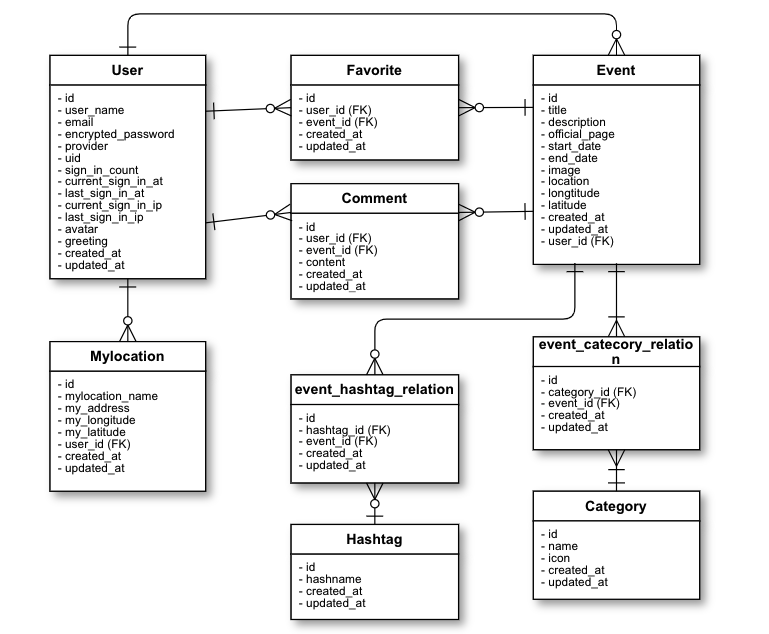 User
- id
- user_name
- email
- encrypted_password
- provider
- uid
- sign_in_count
- current_sign_in_at
- last_sign_in_at
- current_sign_in_ip
- last_sign_in_ip
- avatar
- greeting
- created_at
- updated_at
Favorite
- id
- user_id (FK)
- event_id (FK)
- created_at
- updated_at
Event
- id
- title
- description
- official_page
- start_date
- end_date
- image
- location
- longtitude
- latitude
- created_at
- updated_at
- user_id (FK)
Comment
- id
- user_id (FK)
- event_id (FK)
- content
- created_at
- updated_at
Mylocation
- id
- mylocation_name
- my_address
- my_longitude
- my_latitude
- user_id (FK)
- created_at
- updated_at
event_hashtag_relation
- id
- hashtag_id (FK)
- event_id (FK)
- created_at
- updated_at
event_catecory_relatio
n
- id
- category_id (FK)
- event_id (FK)
- created_at
- updated_at
Hashtag
- id
- hashname
- created_at
- updated_at
Category
- id
- name
- icon
- created_at
- updated_at